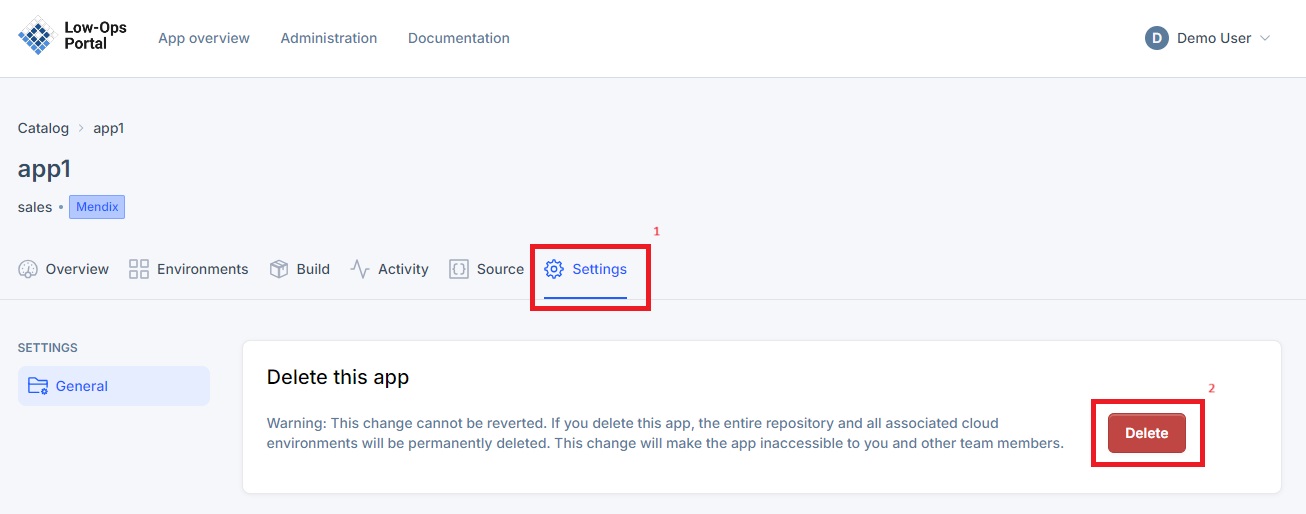 Low-Ops
Portal
App overview
Administration
Documentation
D
Demo User
Catalog > app1
app1
sales • Mendix
1
Overview
Environments
Build
Activity
Source
Settings
SETTINGS
General
Delete this app
2
Warning: This change cannot be reverted. If you delete this app, the entire repository and all associated cloud
environments will be permanently deleted. This change will make the app inaccessible to you and other team members.
Delete